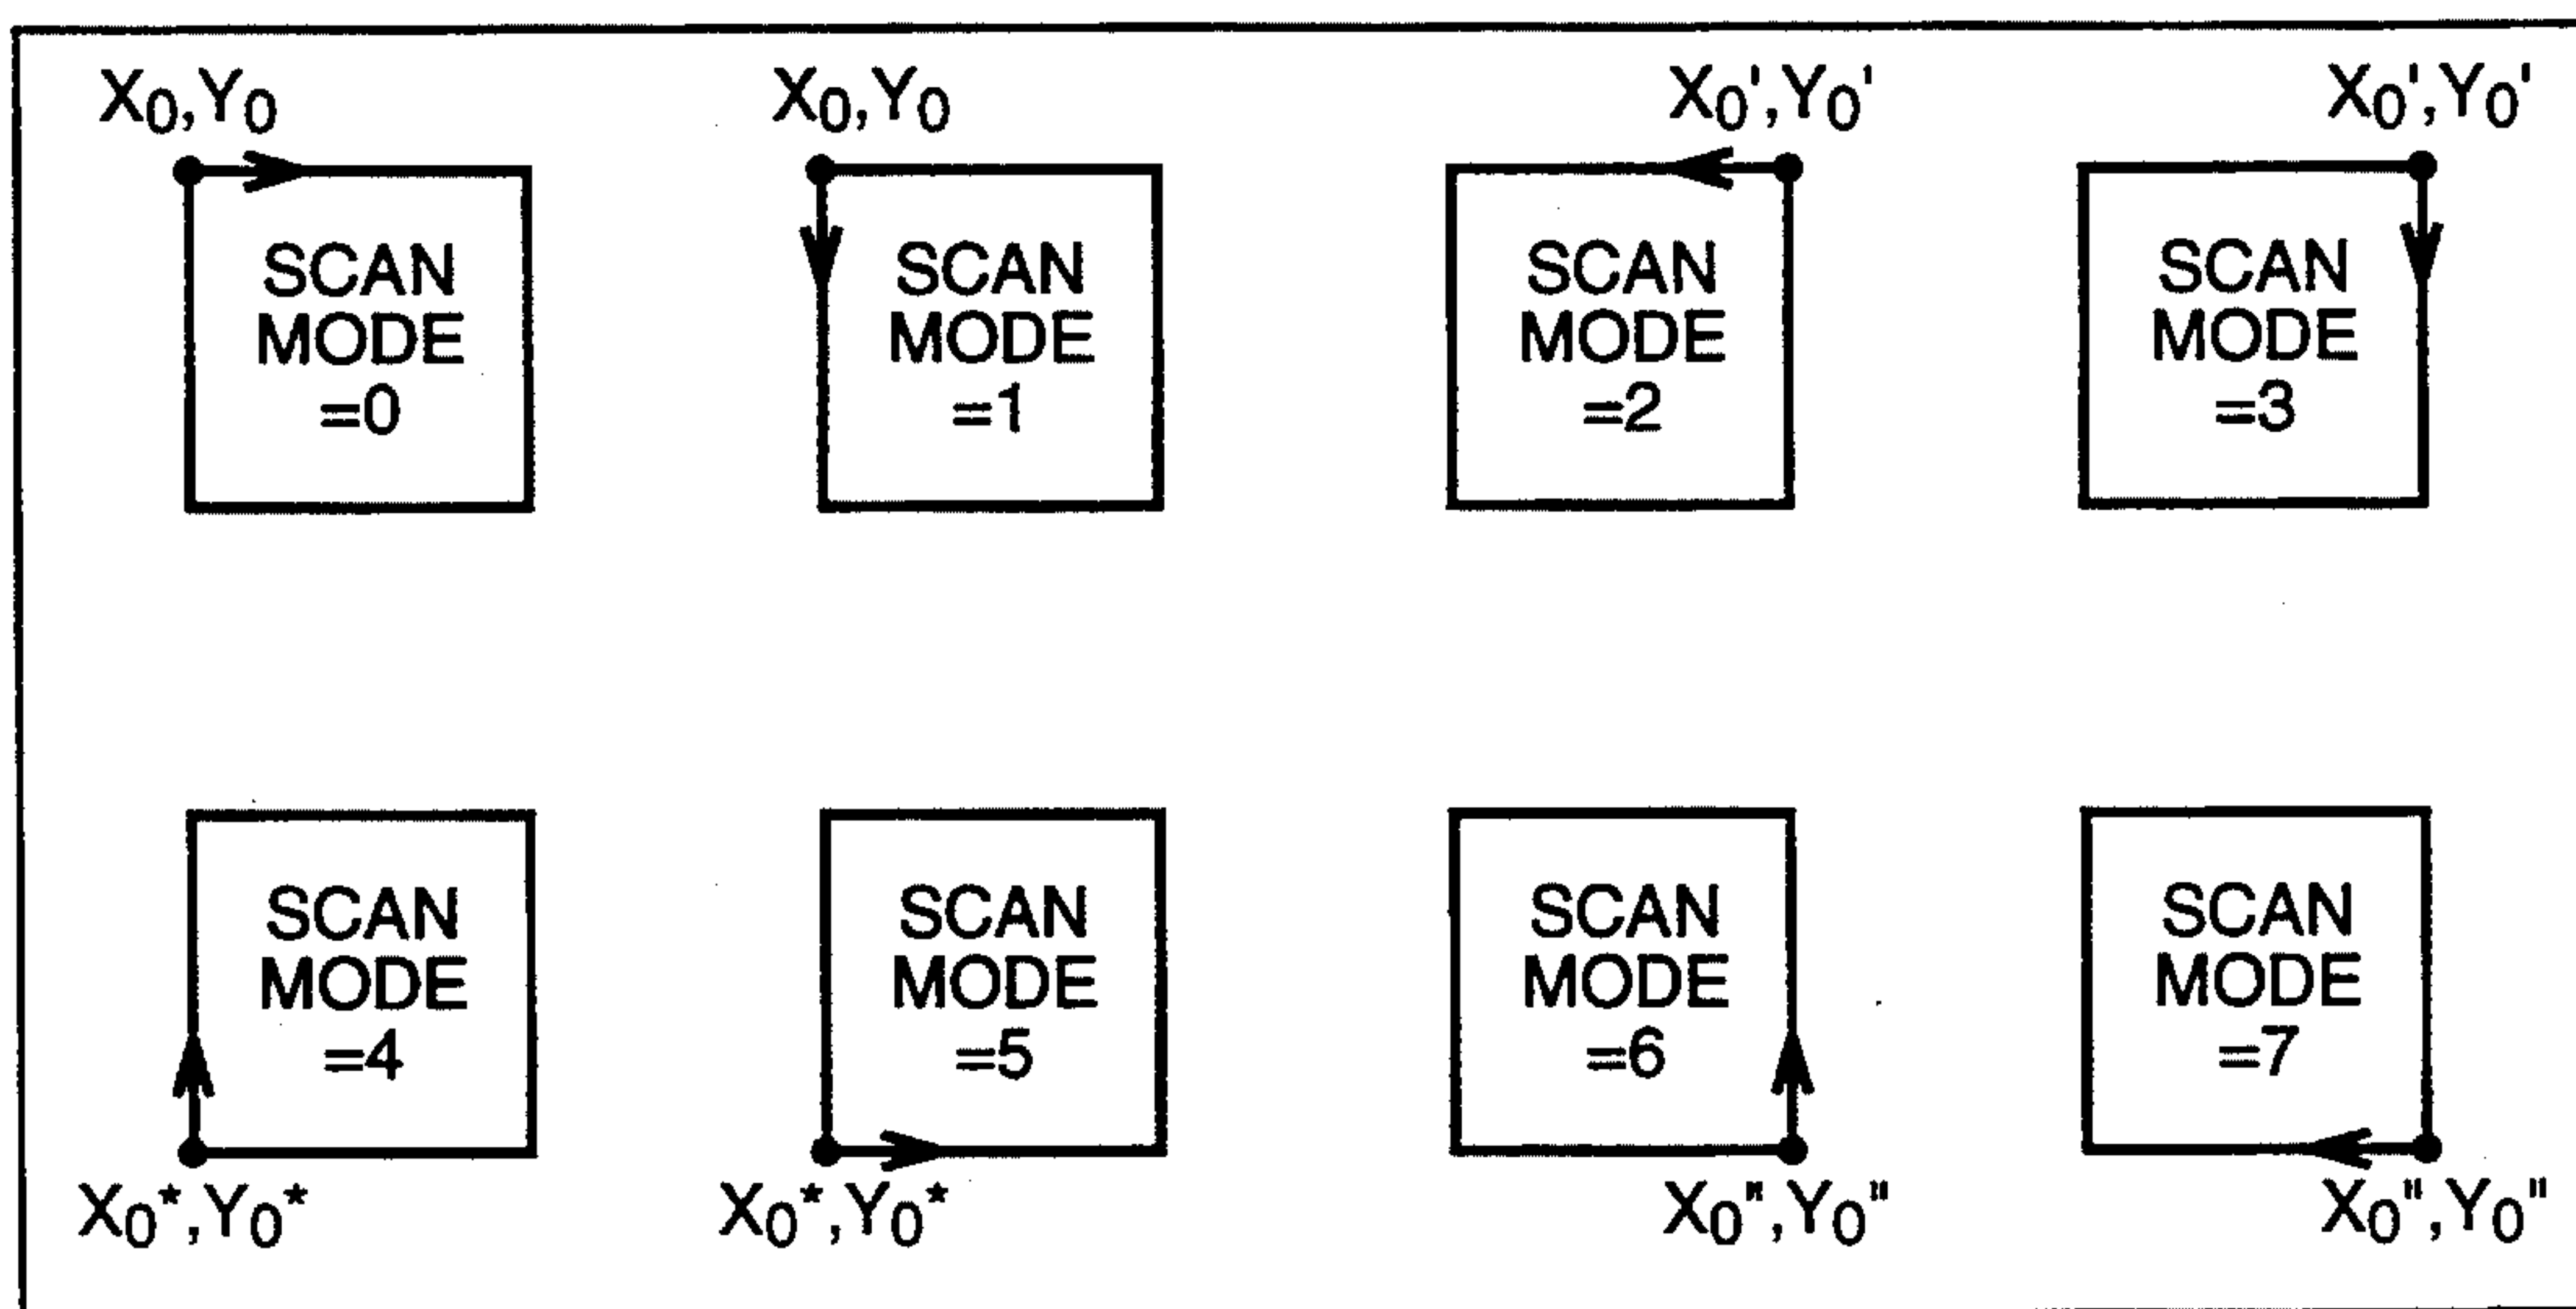 X₀,Y₀
X₀,Y₀
X₀',Y₀'
X₀',Y₀'
SCAN
MODE
=0
SCAN
MODE
=1
SCAN
MODE
=2
SCAN
MODE
=3
SCAN
MODE
=4
SCAN
MODE
=5
SCAN
MODE
=6
SCAN
MODE
=7
X₀*,Y₀*
X₀*,Y₀*
X₀",Y₀"
X₀",Y₀"